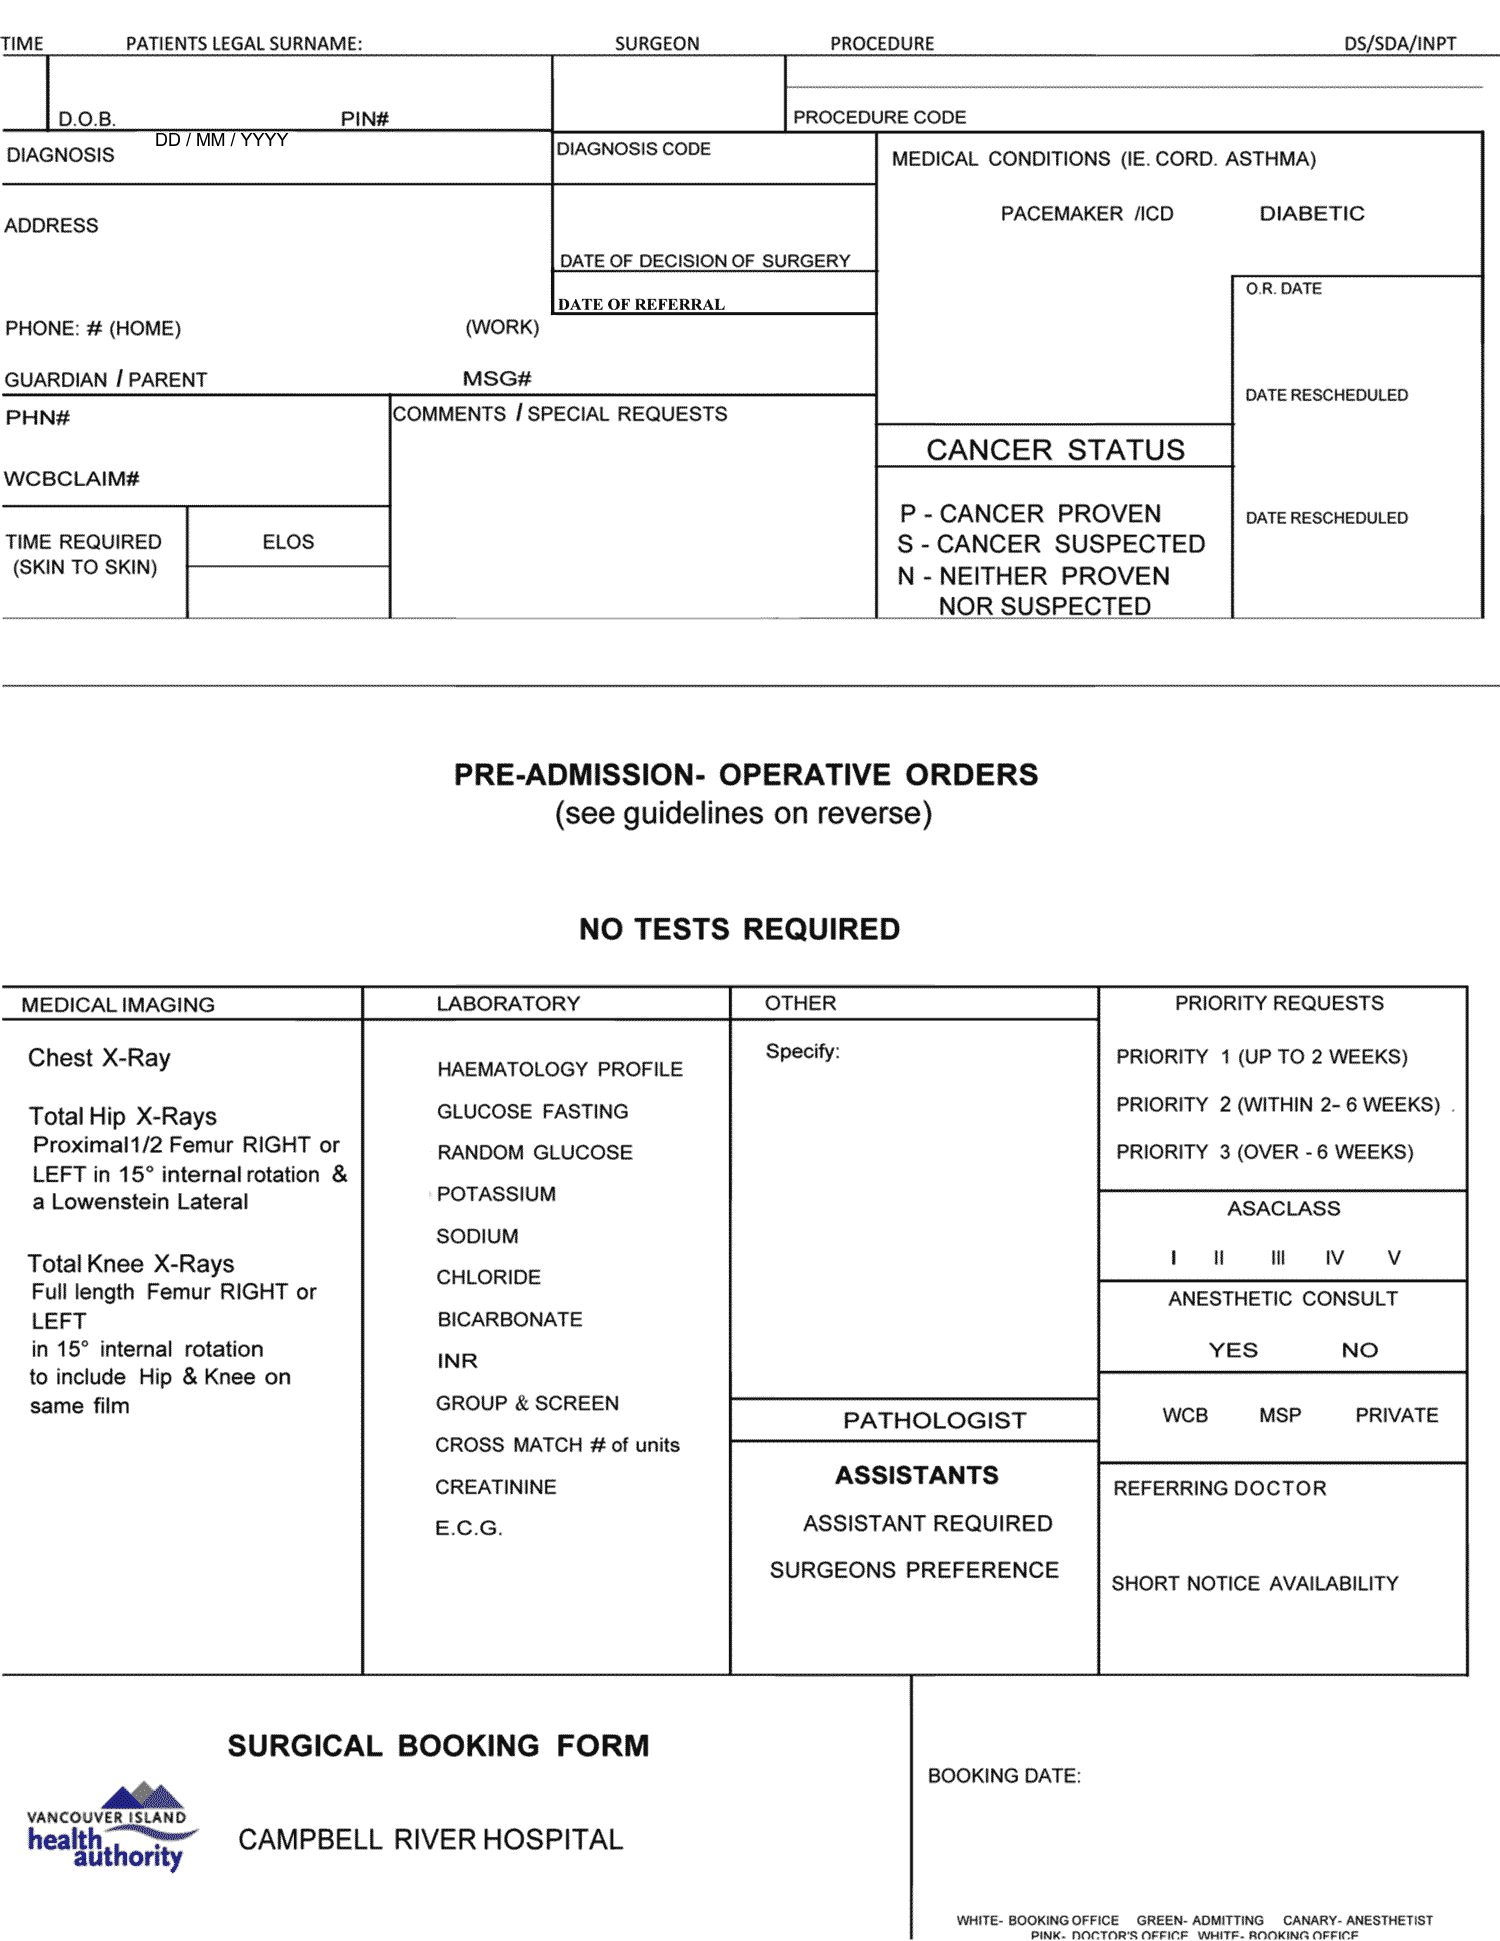 TIME PATIENTS LEGAL SURNAME: SURGEON PROCEDURE DS/SDA/INPT
D.O.B. PIN# PROCEDURE CODE
DD / MM / YYYY
DIAGNOSIS DIAGNOSIS CODE MEDICAL CONDITIONS (IE. CORD. ASTHMA)
PACEMAKER /ICD DIABETIC
ADDRESS
DATE OF DECISION OF SURGERY
O.R. DATE
DATE OF REFERRAL
PHONE: # (HOME) (WORK)
GUARDIAN / PARENT MSG#
DATE RESCHEDULED
PHN# COMMENTS / SPECIAL REQUESTS
CANCER STATUS
WCBCLAIM#
P - CANCER PROVEN
DATE RESCHEDULED
TIME REQUIRED ELOS
S - CANCER SUSPECTED
(SKIN TO SKIN)
N - NEITHER PROVEN
NOR SUSPECTED
PRE-ADMISSION- OPERATIVE ORDERS
(see guidelines on reverse)
NO TESTS REQUIRED
MEDICAL IMAGING
Chest X-Ray
Total Hip X-Rays
Proximal1/2 Femur RIGHT or
LEFT in 15° internal rotation &
a Lowenstein Lateral
Total Knee X-Rays
Full length Femur RIGHT or
LEFT
in 15° internal rotation
to include Hip & Knee on
same film
LABORATORY
HAEMATOLOGY PROFILE
GLUCOSE FASTING
RANDOM GLUCOSE
POTASSIUM
SODIUM
CHLORIDE
BICARBONATE
INR
GROUP & SCREEN
CROSS MATCH # of units
CREATININE
E.C.G.
OTHER
Specify:
PATHOLOGIST
ASSISTANTS
ASSISTANT REQUIRED
SURGEONS PREFERENCE
PRIORITY REQUESTS
PRIORITY 1 (UP TO 2 WEEKS)
PRIORITY 2 (WITHIN 2– 6 WEEKS) .
PRIORITY 3 (OVER - 6 WEEKS)
ASACLASS
I II III IV V
ANESTHETIC CONSULT
YES NO
WCB MSP PRIVATE
REFERRING DOCTOR
SHORT NOTICE AVAILABILITY
SURGICAL BOOKING FORM
VANCOUVER ISLAND
health
authority
CAMPBELL RIVER HOSPITAL
BOOKING DATE:
WHITE- BOOKING OFFICE GREEN- ADMITTING CANARY- ANESTHETIST
PINK- DOCTOR'S OFFICE WHITE- BOOKING OFFICE